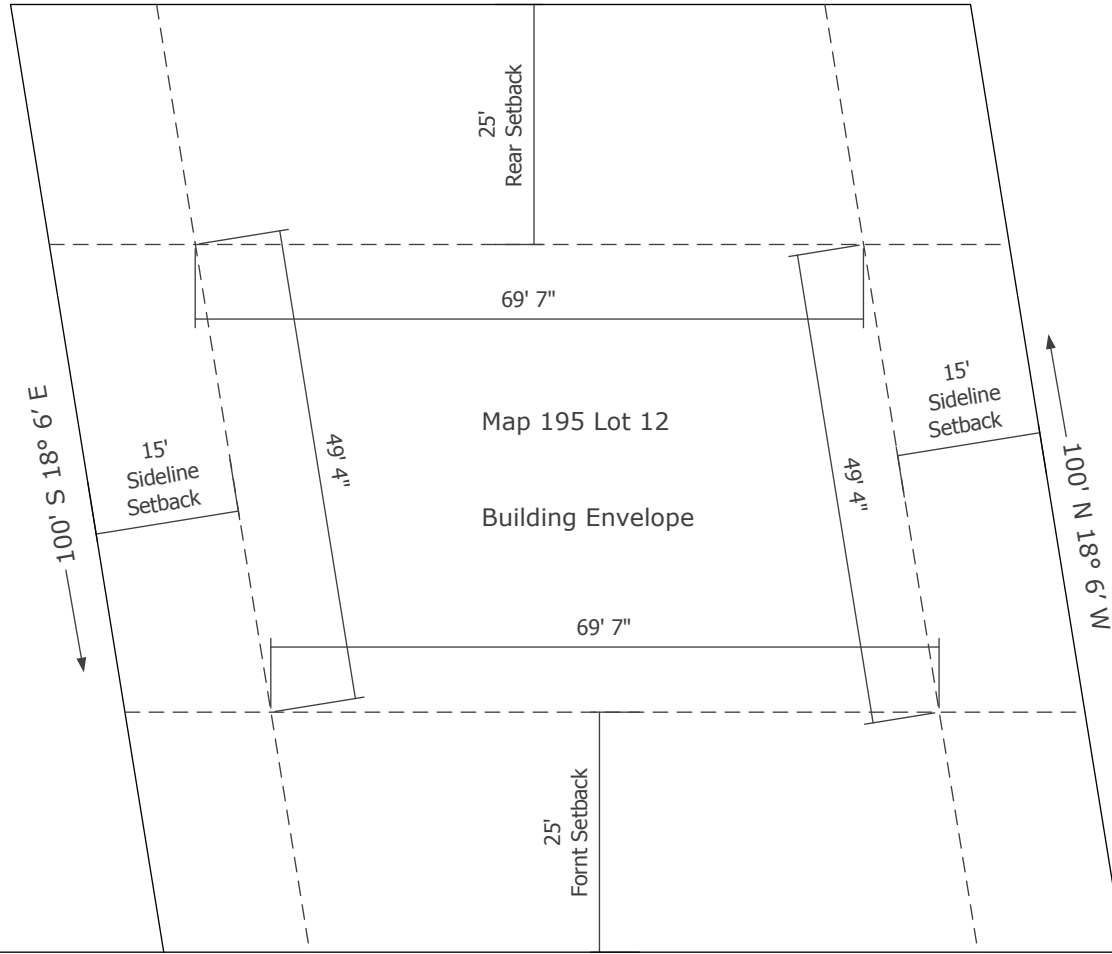 25'
Rear Setback
69' 7"
15'
Sideline
Setback
100' N 18° 6′ W
Map 195 Lot 12
49' 4"
49' 4"
100' S 18° 6′ E
15'
Sideline
Setback
Building Envelope
69' 7"
25'
Fornt Setback